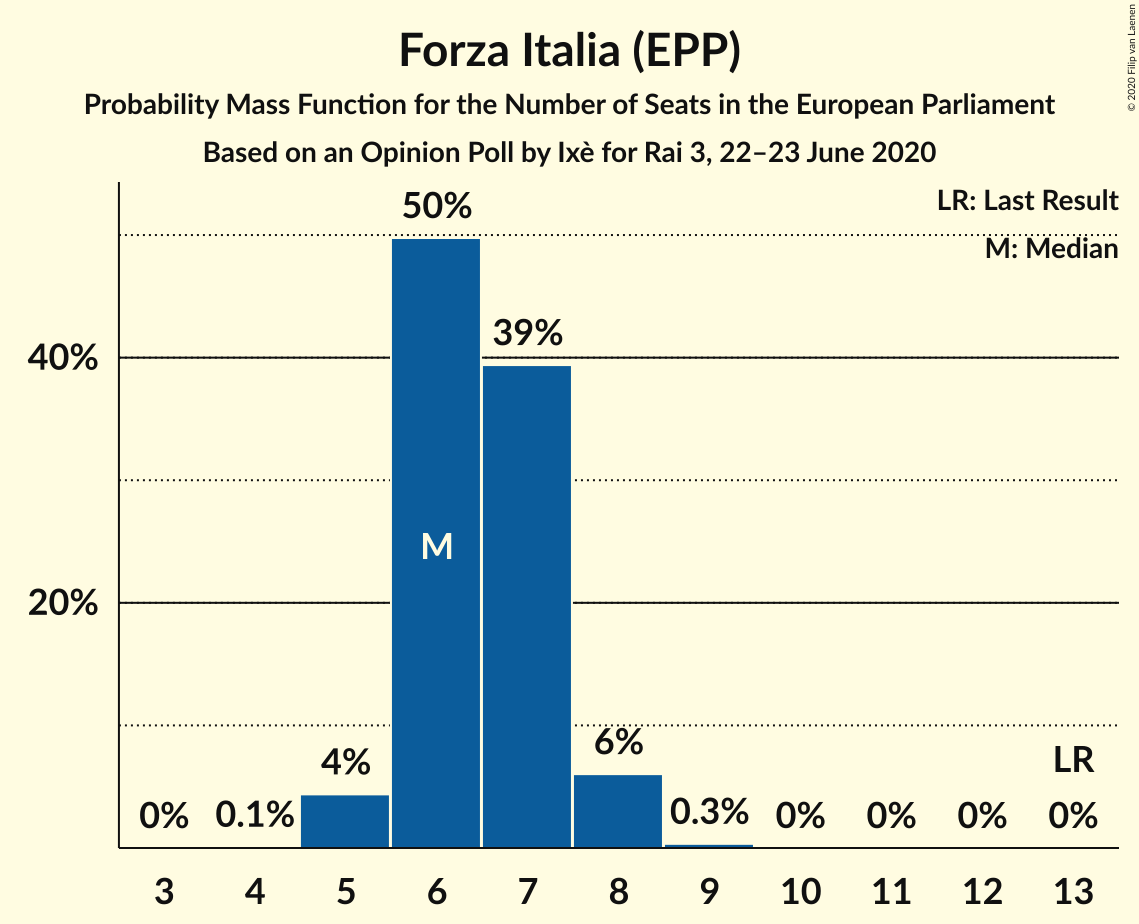 Forza Italia (EPP)
Probability Mass Function for the Number of Seats in the European Parliament
Based on an Opinion Poll by Ixè for Rai 3, 22–23 June 2020
© 2020 Filip van Laenen
LR: Last Result
M: Median
50%
39%
40%
M
20%
6%
4%
LR
0%
0.1%
0.3%
0%
0%
0%
0%
3 4 5 6 7 8 9 10 11 12 13